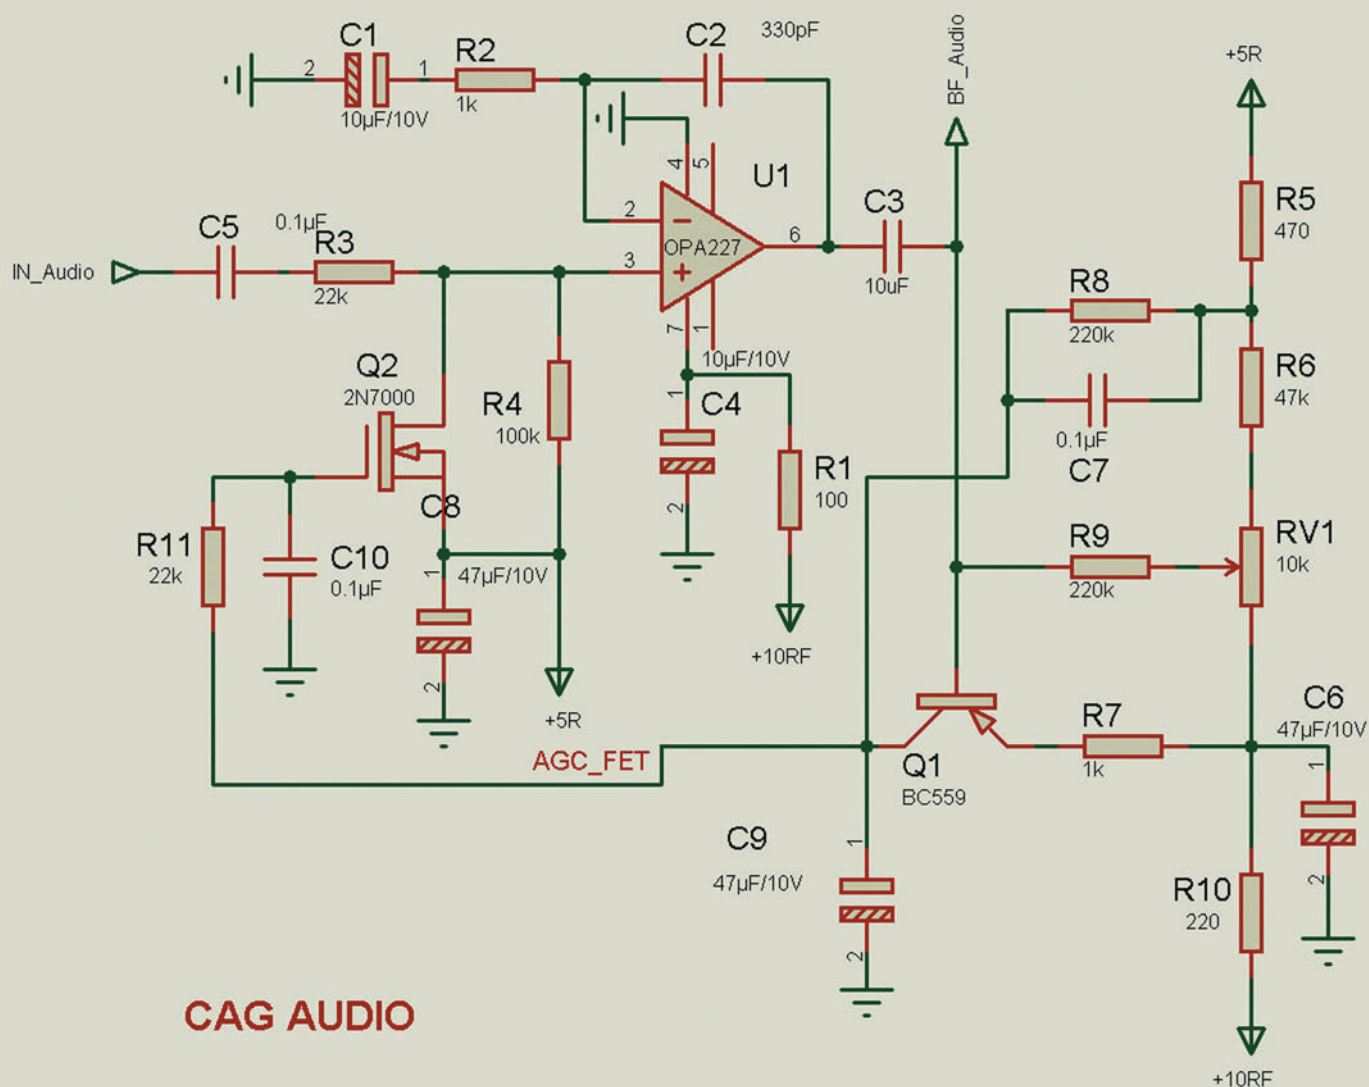 C1
2
1
10µF/10V
R2
1k
C2
330pF
BF_Audio
+5R
4
5
U1
2
OPA227
6
3
7
1
C3
10uF
R5
470
C5
0.1µF
R3
22k
IN_Audio
R8
220k
R6
47k
Q2
2N7000
10µF/10V
1
C4
2
R4
100k
R1
100
0.1µF
C7
C8
R11
22k
C10
0.1µF
1
47µF/10V
2
R9
220k
RV1
10k
+10RF
+5R
AGC_FET
Q1
BC559
R7
1k
C6
47µF/10V
1
2
C9
47µF/10V
1
2
R10
220
CAG AUDIO
+10RF